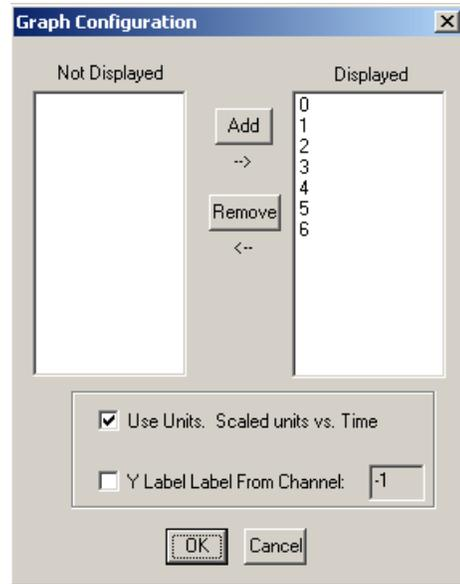 Graph Configuration
Not Displayed
Displayed
Add
-->
Remove
<--
0
1
2
3
4
5
6
Use Units. Scaled units vs. Time
Y Label Label From Channel: -1
OK Cancel